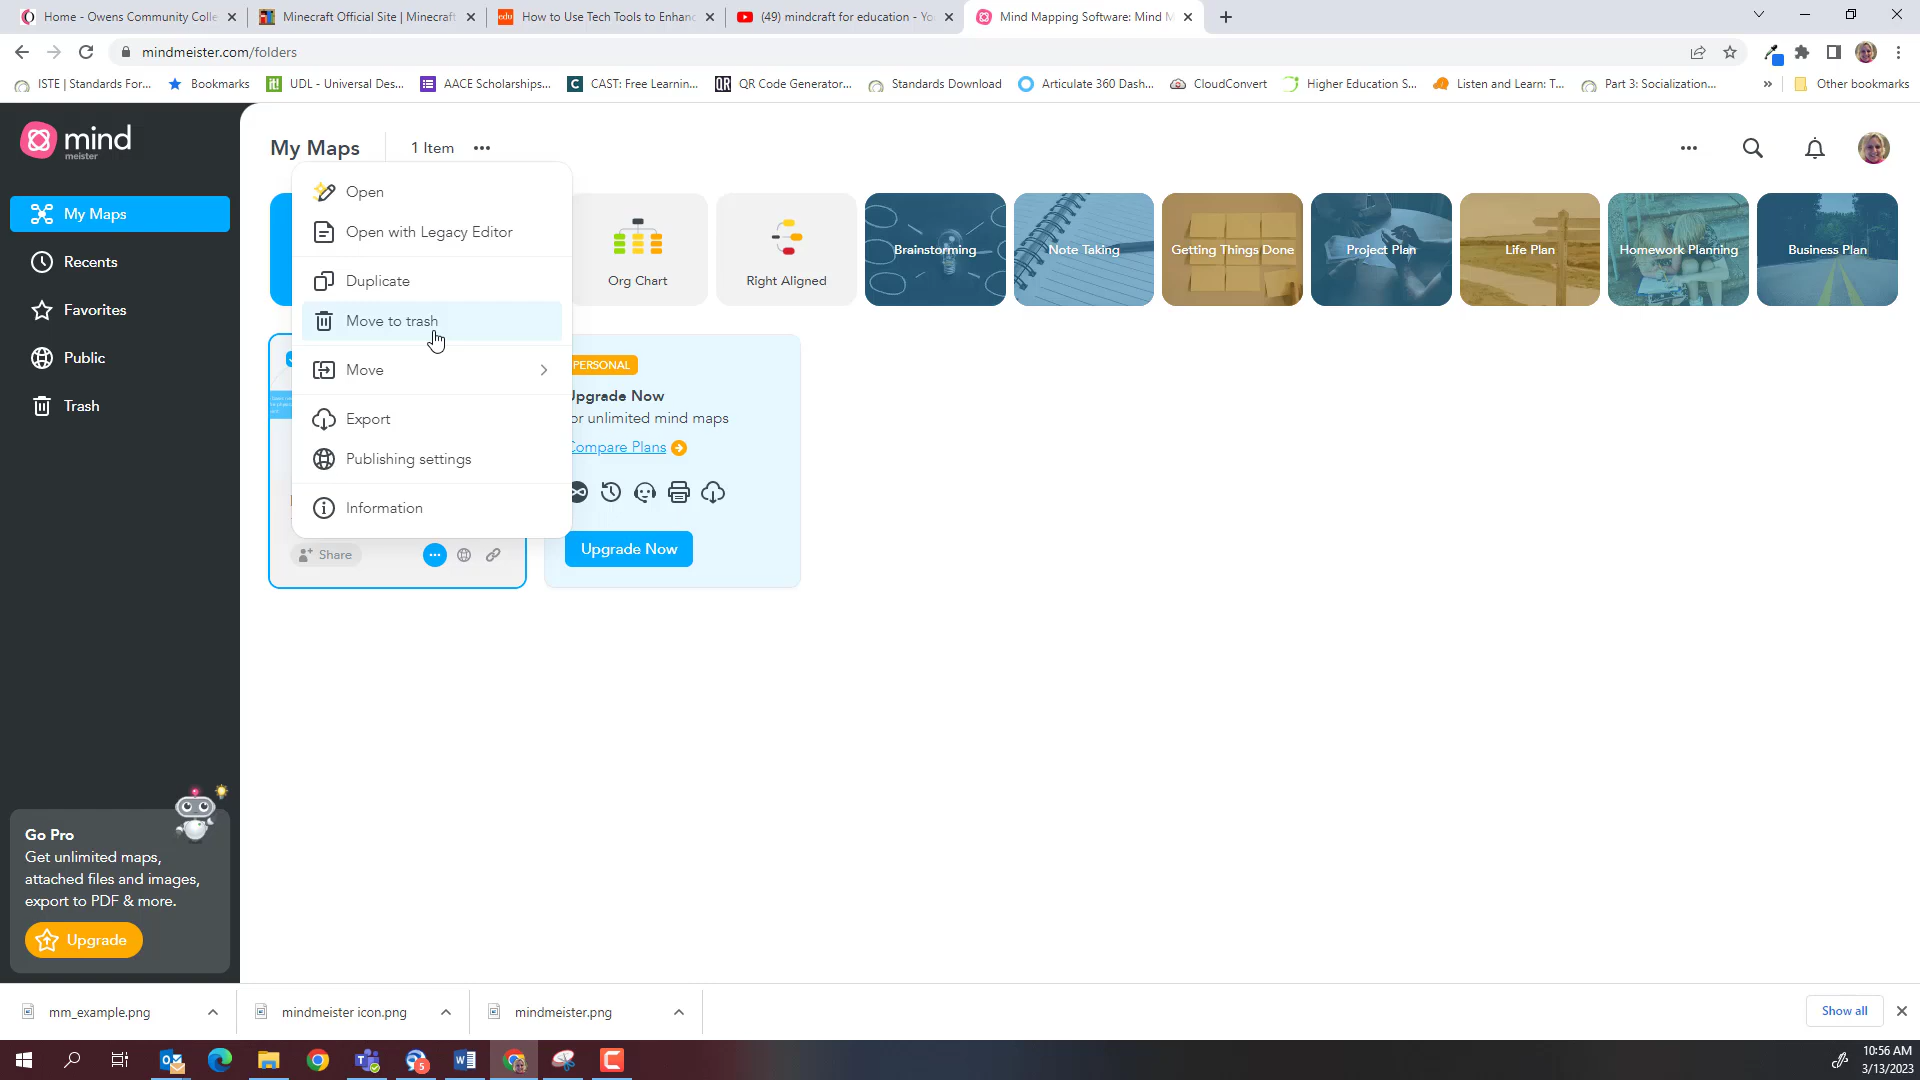 Home - Owens Community Colle
Minecraft Official Site | Minecraft
How to Use Tech Tools to Enhanc
(49) mindcraft for education - Yo
Mind Mapping Software: Mind M
mindmeister.com/folders
ISTE | Standards For...
Bookmarks
UDL - Universal Des...
AACE Scholarships...
CAST: Free Learnin...
QR Code Generator...
Standards Download
Articulate 360 Dash...
CloudConvert
Higher Education S...
Listen and Learn: T...
Part 3: Socialization...
»
Other bookmarks
mind
meister
My Maps
Recents
Favorites
Public
Trash
My Maps
1 Item
Open
Open with Legacy Editor
Duplicate
Move to trash
Move
Export
Publishing settings
Information
Org Chart
Right Aligned
Brainstorming
Note Taking
Getting Things Done
Project Plan
Life Plan
Homework Planning
Business Plan
PERSONAL
Upgrade Now
or unlimited mind maps
Compare Plans
Upgrade Now
Share
Go Pro
Get unlimited maps,
attached files and images,
export to PDF & more.
Upgrade
mm_example.png
mindmeister icon.png
mindmeister.png
Show all
10:56 AM
3/13/2023